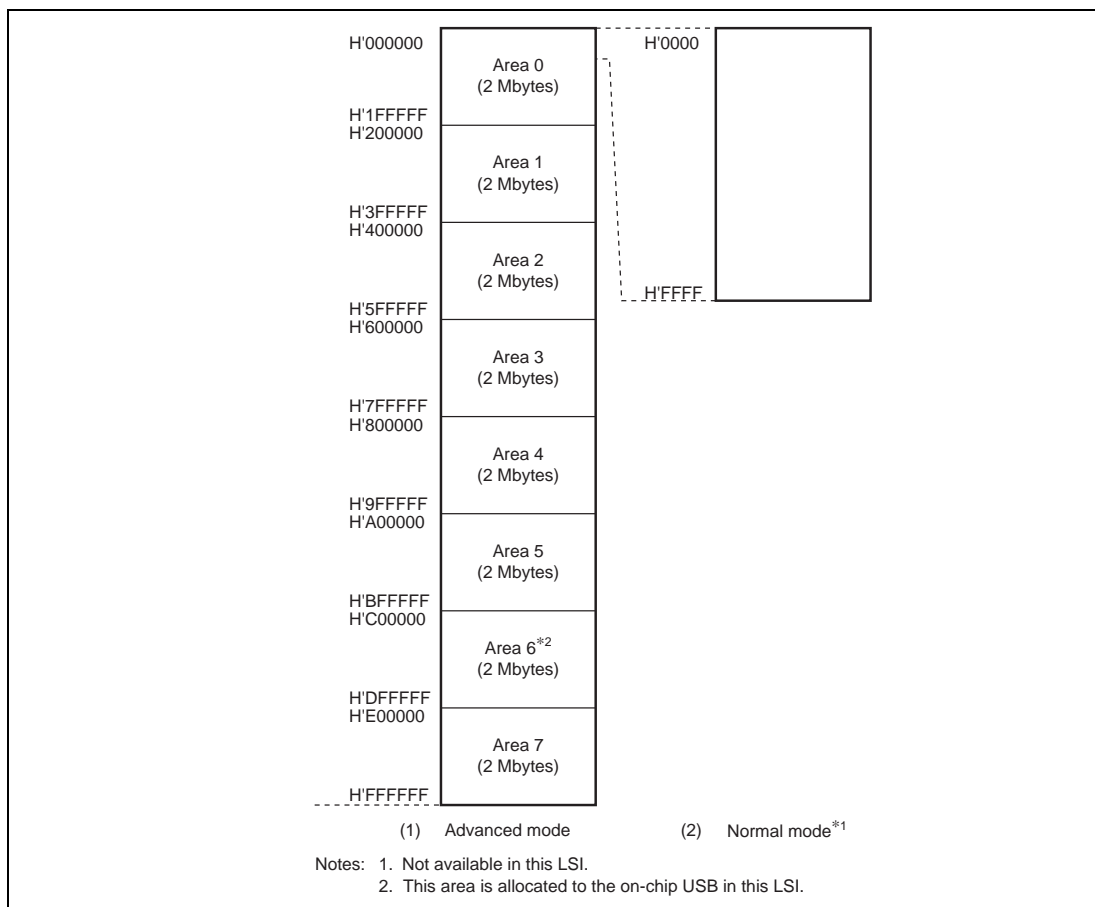 H'000000
Area 0
(2 Mbytes)
H'1FFFFF
H'200000
Area 1
(2 Mbytes)
H'3FFFFF
H'400000
Area 2
(2 Mbytes)
H'5FFFFF
H'600000
Area 3
(2 Mbytes)
H'7FFFFF
H'800000
Area 4
(2 Mbytes)
H'9FFFFF
H'A00000
Area 5
(2 Mbytes)
H'BFFFFF
H'C00000
Area 6*2
(2 Mbytes)
H'DFFFFF
H'E00000
Area 7
(2 Mbytes)
H'FFFFFF
(1) Advanced mode
H'0000
H'FFFF
(2) Normal mode*1
Notes: 1. Not available in this LSI.
2. This area is allocated to the on-chip USB in this LSI.